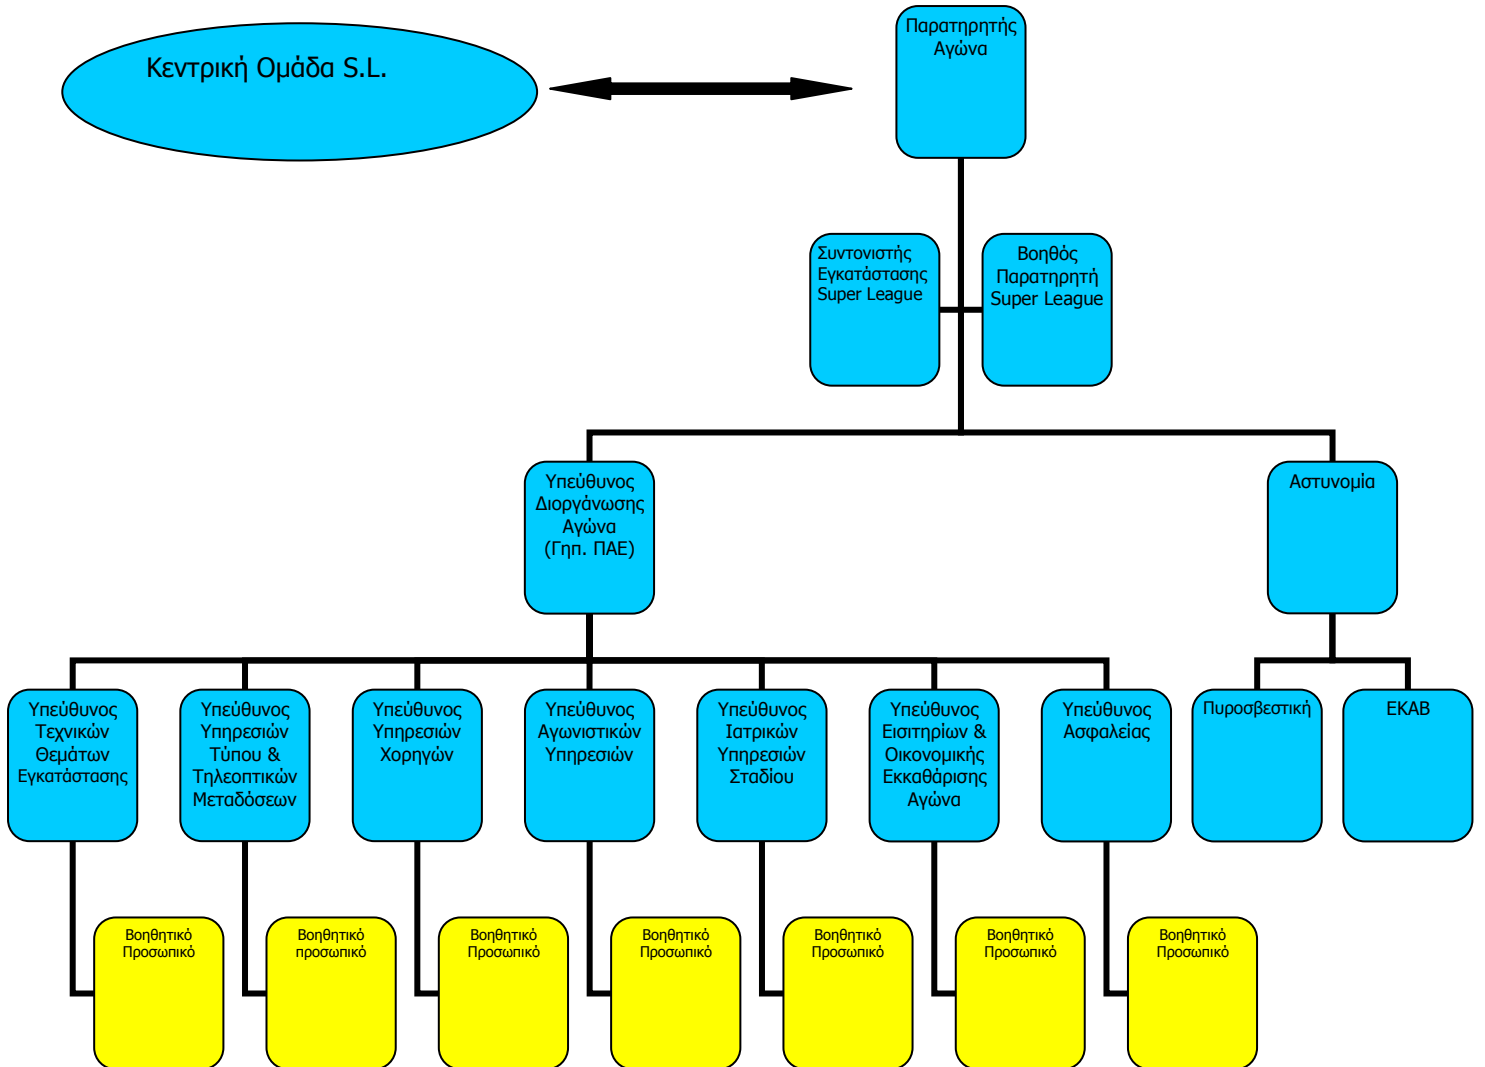 Κεντρική Ομάδα S.L.
Παρατηρητής
Αγώνα
Συντονιστής
Εγκατάστασης
Super League
Βοηθός
Παρατηρητή
Super League
Υπεύθυνος
Διοργάνωσης
Αγώνα
(Γηπ. ΠΑΕ)
Αστυνομία
Υπεύθυνος
Τεχνικών
Θεμάτων
Εγκατάστασης
Υπεύθυνος
Υπηρεσιών
Τύπου &
Τηλεοπτικών
Μεταδόσεων
Υπεύθυνος
Υπηρεσιών
Χορηγών
Υπεύθυνος
Αγωνιστικών
Υπηρεσιών
Υπεύθυνος
Ιατρικών
Υπηρεσιών
Σταδίου
Υπεύθυνος
Εισιτηρίων &
Οικονομικής
Εκκαθάρισης
Αγώνα
Υπεύθυνος
Ασφαλείας
Πυροσβεστική
ΕΚΑΒ
Βοηθητικό
Προσωπικό
Βοηθητικό
προσωπικό
Βοηθητικό
Προσωπικό
Βοηθητικό
Προσωπικό
Βοηθητικό
Προσωπικό
Βοηθητικό
Προσωπικό
Βοηθητικό
Προσωπικό